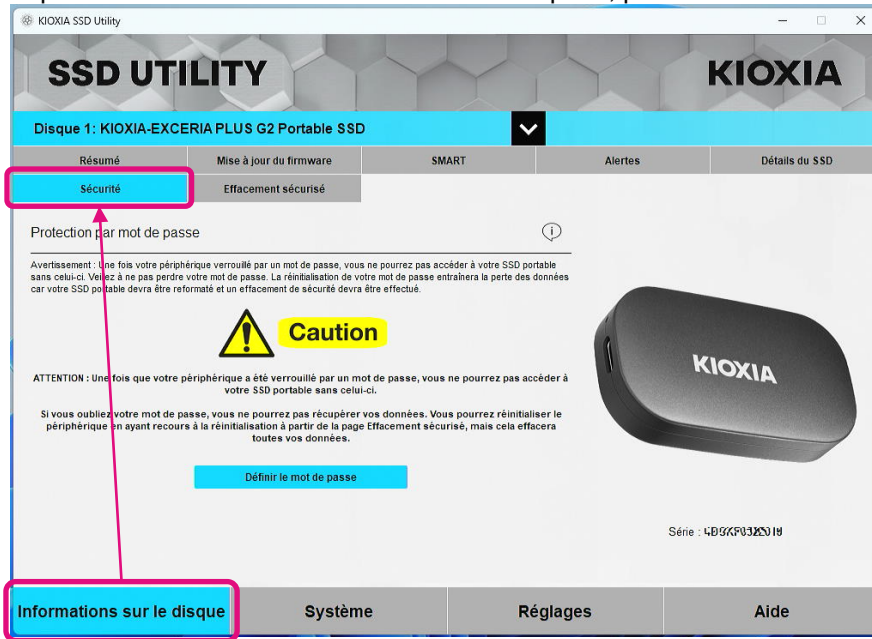 KIOXIA SSD Utility
SSD UTILITY
KIOXIA
Disque 1: KIOXIA-EXCERIA PLUS G2 Portable SSD
Résumé
Mise à jour du firmware
SMART
Alertes
Détails du SSD
Sécurité
Effacement sécurisé
Protection par mot de passe
Avertissement : Une fois votre périphérique verrouillé par un mot de passe, vous ne pourrez pas accéder à votre SSD portable
sans celui-ci. Veillez à ne pas perdre votre mot de passe. La réinitialisation de votre mot de passe entraînera la perte des données
car votre SSD portable devra être reformaté et un effacement de sécurité devra être effectué.
Caution
ATTENTION : Une fois que votre périphérique a été verrouillé par un mot de passe, vous ne pourrez pas accéder à
votre SSD portable sans celui-ci.
Si vous oubliez votre mot de passe, vous ne pourrez pas récupérer vos données. Vous pourrez réinitialiser le
périphérique en ayant recours à la réinitialisation à partir de la page Effacement sécurisé, mais cela effacera
toutes vos données.
Définir le mot de passe
KIOXIA
Série :
Informations sur le disque
Système
Réglages
Aide